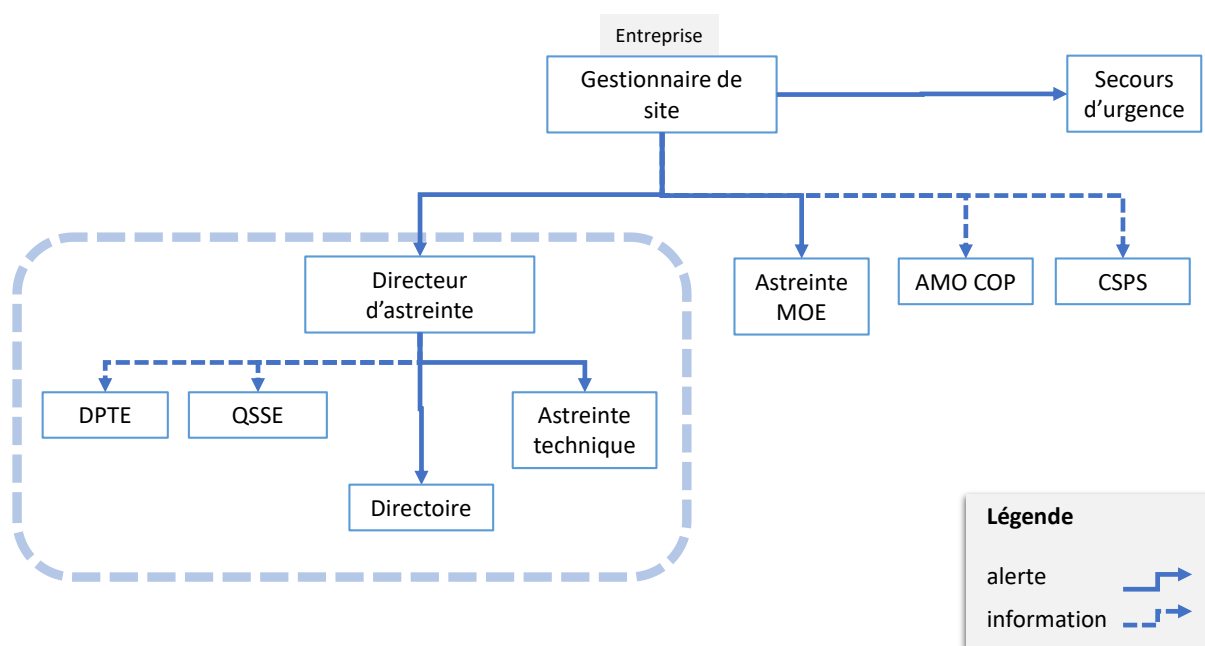 Entreprise
Gestionnaire de
site
Secours
d’urgence
Directeur
d’astreinte
Astreinte
MOE
AMO COP
CSPS
DPTE
QSSE
Astreinte
technique
Directoire
Légende
alerte
information